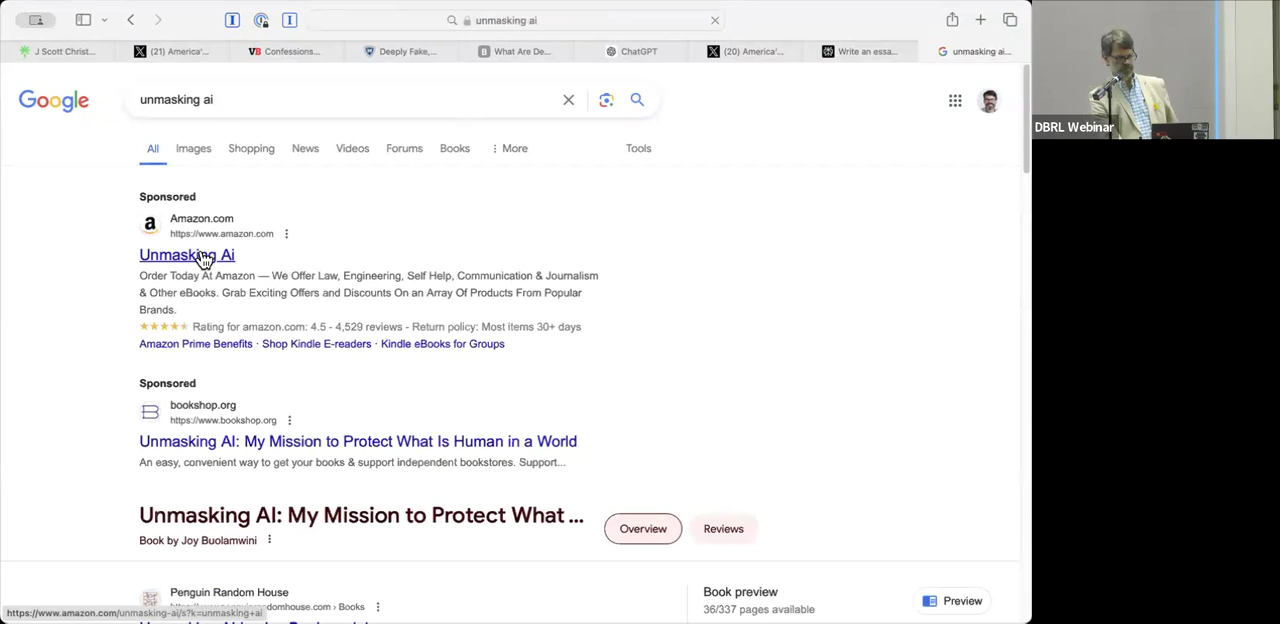 unmasking ai
J Scott Christ...
(21) America'...
VB Confessions...
Deeply Fake,...
B What Are De...
ChatGPT
(20) America'...
Write an essa...
G unmasking ai...
DBRL Webinar
Google
unmasking ai
All
Images
Shopping
News
Videos
Forums
Books
More
Tools
Sponsored
a
Amazon.com
https://www.amazon.com
Unmasking Ai
Order Today At Amazon — We Offer Law, Engineering, Self Help, Communication & Journalism
& Other eBooks. Grab Exciting Offers and Discounts On an Array Of Products From Popular
Brands.
Rating for amazon.com: 4.5 - 4,529 reviews - Return policy: Most items 30+ days
Amazon Prime Benefits · Shop Kindle E-readers · Kindle eBooks for Groups
Sponsored
bookshop.org
https://www.bookshop.org
Unmasking AI: My Mission to Protect What Is Human in a World
An easy, convenient way to get your books & support independent bookstores. Support...
Unmasking AI: My Mission to Protect What ...
Overview
Reviews
Book by Joy Buolamwini
Penguin Random House
› Books
Book preview
36/337 pages available
Preview
https://www.amazon.com/unmasking-ai/s?k=unmasking+ai